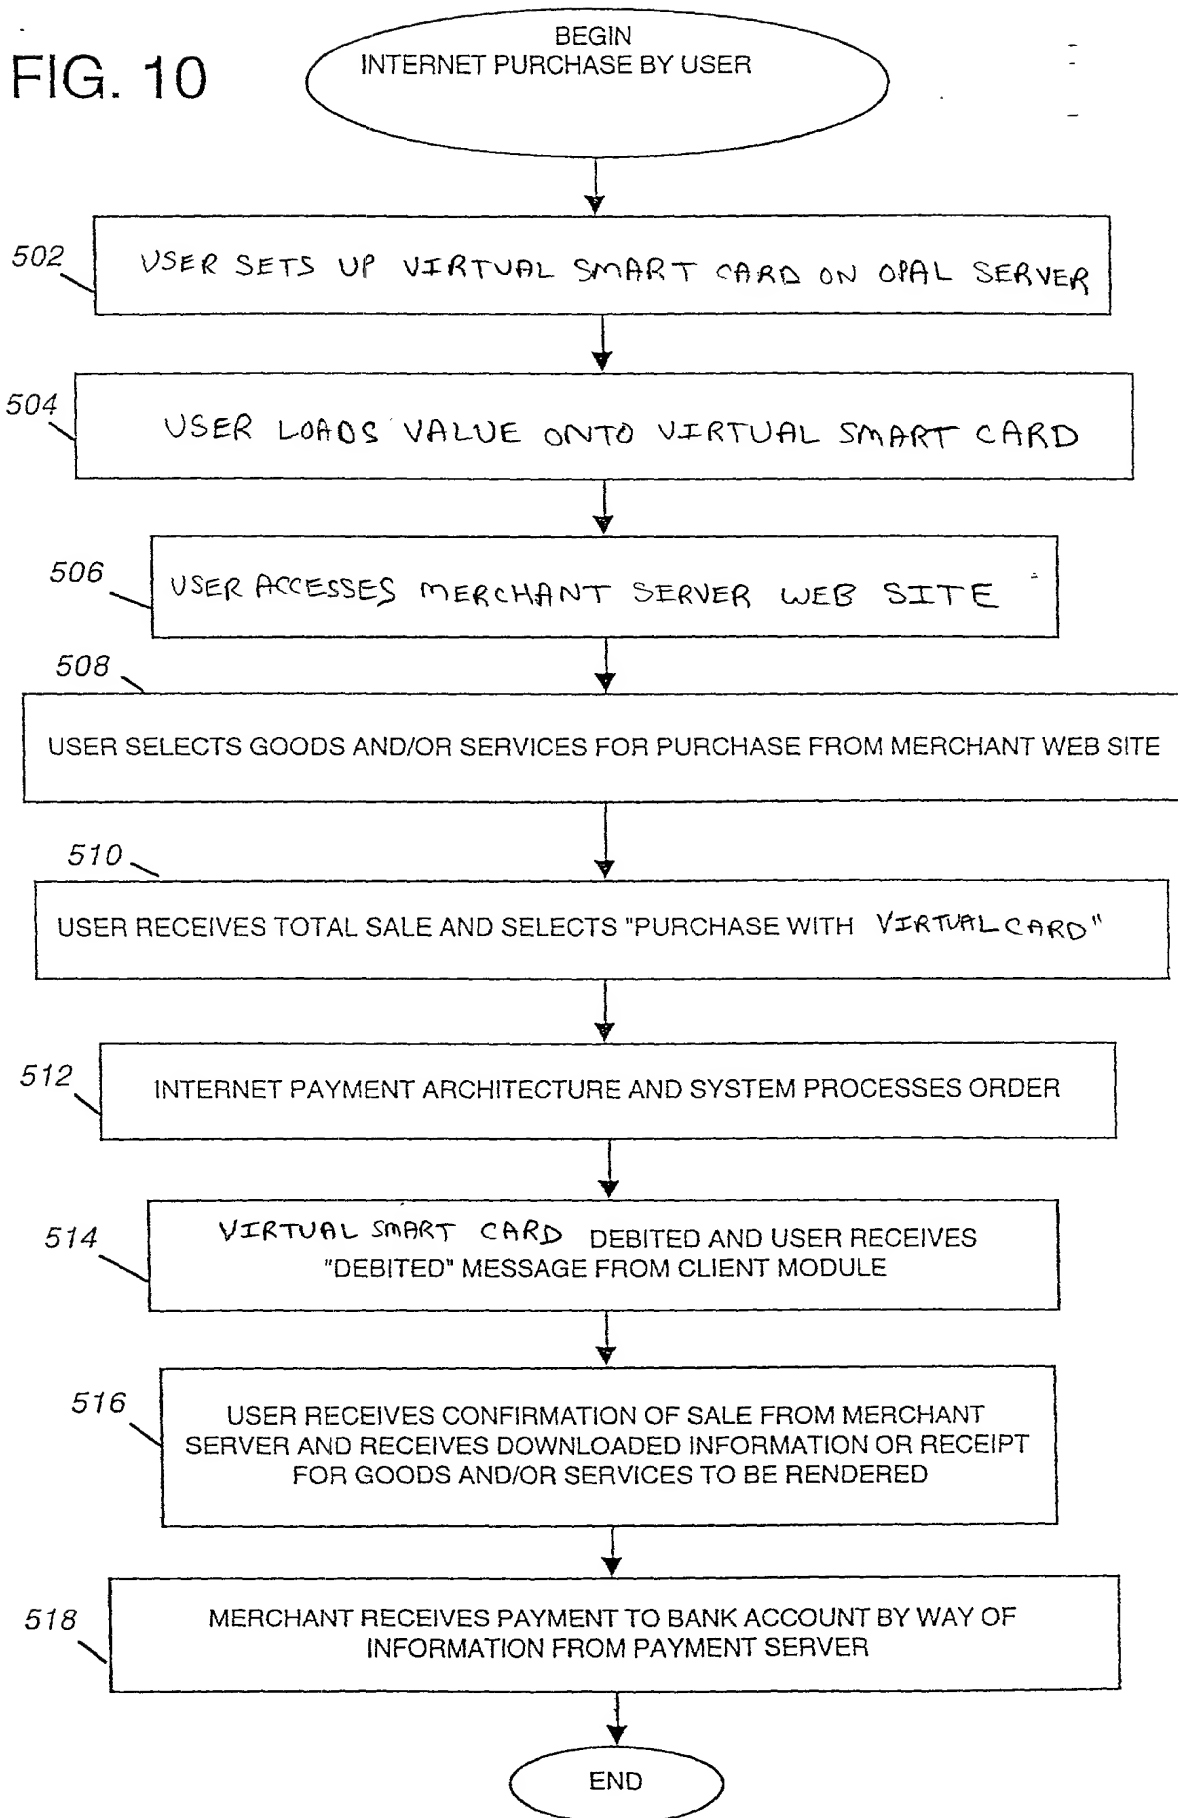 FIG. 10
BEGIN
INTERNET PURCHASE BY USER
502
USER SETS UP VIRTUAL SMART CARD ON OPAL SERVER
504
USER LOADS VALUE ONTO VIRTUAL SMART CARD
506
USER ACCESSES MERCHANT SERVER WEB SITE
508
USER SELECTS GOODS AND/OR SERVICES FOR PURCHASE FROM MERCHANT WEB SITE
510
USER RECEIVES TOTAL SALE AND SELECTS "PURCHASE WITH VIRTUAL CARD"
512
INTERNET PAYMENT ARCHITECTURE AND SYSTEM PROCESSES ORDER
514
VIRTUAL SMART CARD DEBITED AND USER RECEIVES
"DEBITED" MESSAGE FROM CLIENT MODULE
516
USER RECEIVES CONFIRMATION OF SALE FROM MERCHANT
SERVER AND RECEIVES DOWNLOADED INFORMATION OR RECEIPT
FOR GOODS AND/OR SERVICES TO BE RENDERED
518
MERCHANT RECEIVES PAYMENT TO BANK ACCOUNT BY WAY OF
INFORMATION FROM PAYMENT SERVER
END